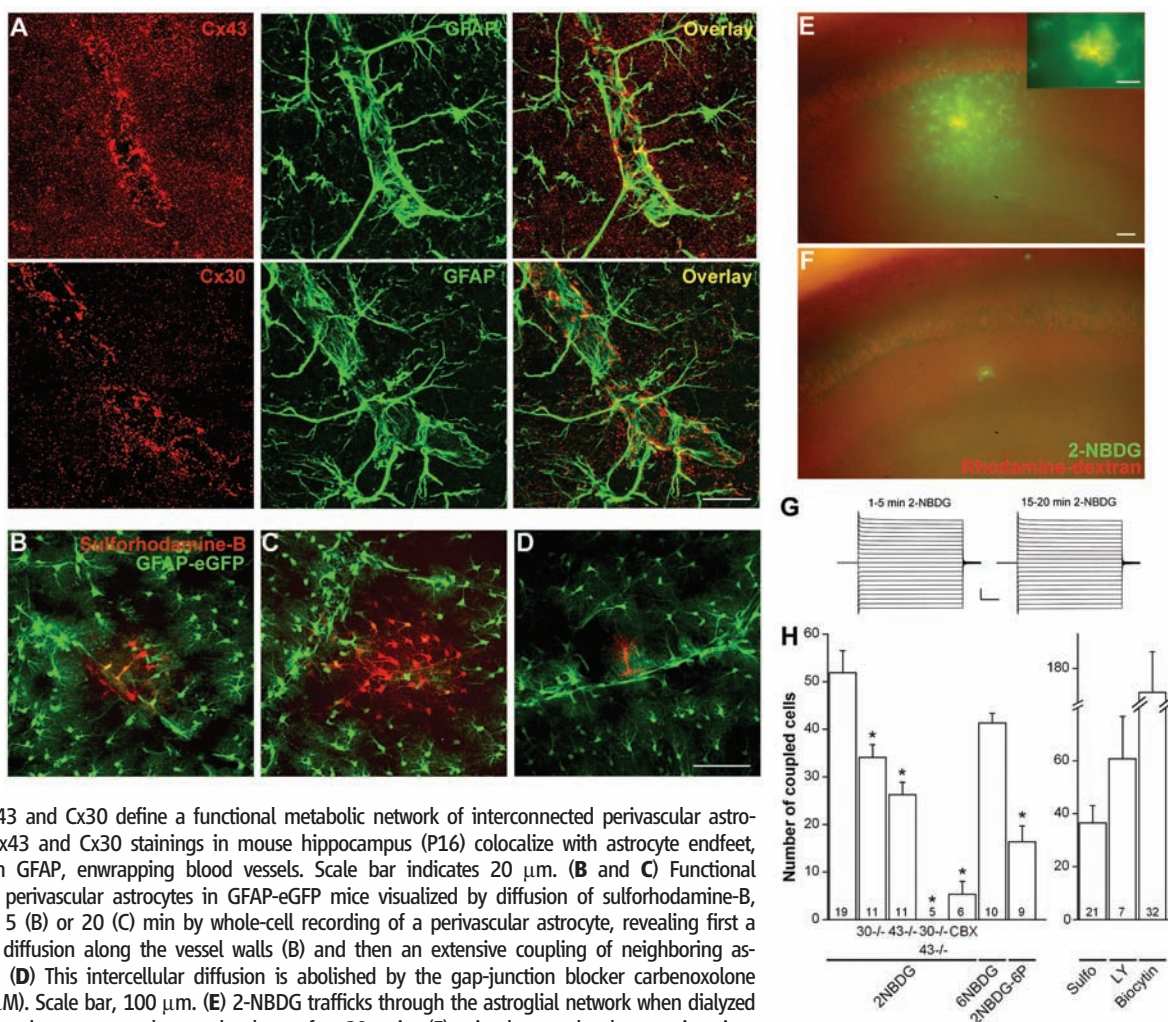 A
Cx43
GFAP
Overlay
Cx30
GFAP
Overlay
B
Sulforhodamine-B
GFAP-eGFP
C
D
E
F
2-NBDG
Rhodamine-dextran
G
1-5 min 2-NBDG
15-20 min 2-NBDG
H
Number of coupled cells
60
50
40
30
20
10
0
19
11
*
11
*
5
*
6
*
10
9
*
30-/-
43-/-
30-/-
43-/-
CBX
2NBDG
6NBDG
2NBDG-6P
180
60
40
20
0
21
7
32
Sulfo
LY
Biocytin
43 and Cx30 define a functional metabolic network of interconnected perivascular astro-
x43 and Cx30 stainings in mouse hippocampus (P16) colocalize with astrocyte endfeet,
GFAP, enwrapping blood vessels. Scale bar indicates 20 μm. (B and C) Functional
perivascular astrocytes in GFAP-eGFP mice visualized by diffusion of sulforhodamine-B,
5 (B) or 20 (C) min by whole-cell recording of a perivascular astrocyte, revealing first a
diffusion along the vessel walls (B) and then an extensive coupling of neighboring as-
(D) This intercellular diffusion is abolished by the gap-junction blocker carbenoxolone
M). Scale bar, 100 μm. (E) 2-NBDG trafficks through the astroglial network when dialyzed